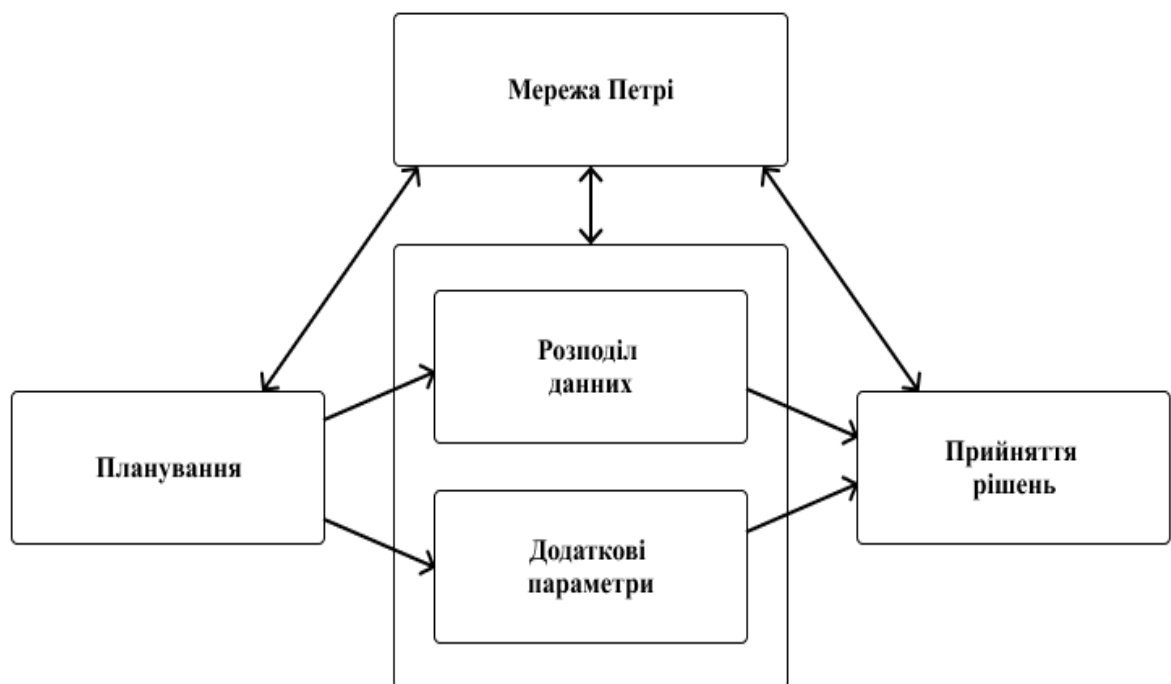 Мережа Петрі
Розподіл
данних
Планування
Прийняття
рішень
Додаткові
параметри